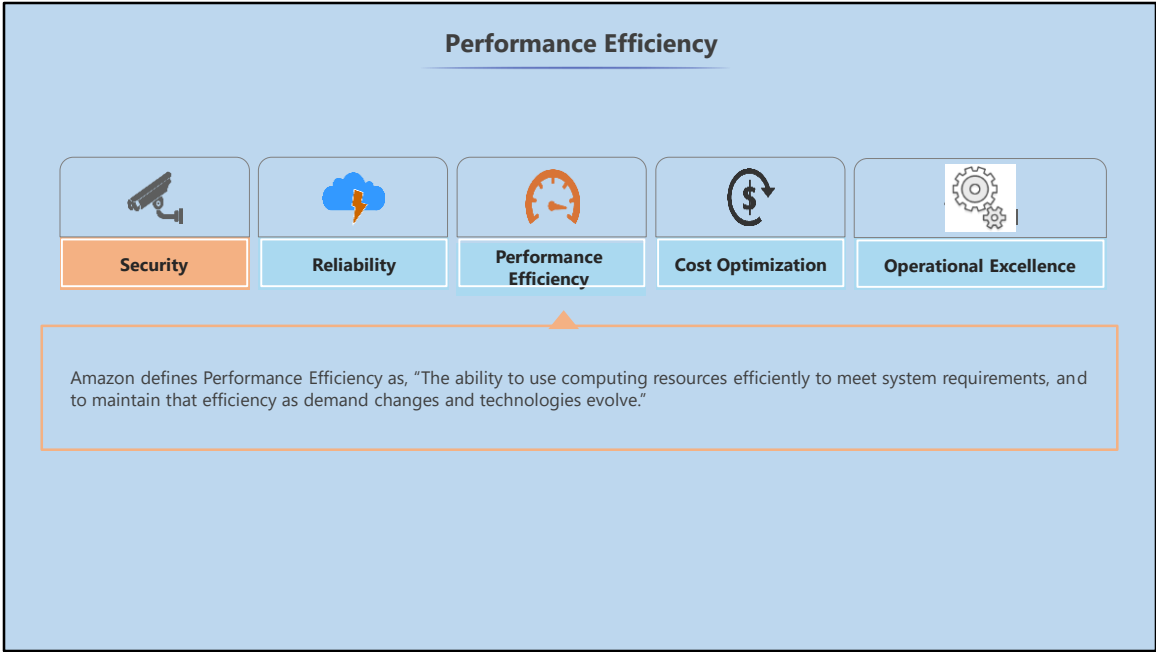 Performance Efficiency
Security
Reliability
Performance
Efficiency
$
Cost Optimization
Operational Excellence
Amazon defines Performance Efficiency as, “The ability to use computing resources efficiently to meet system requirements, and
to maintain that efficiency as demand changes and technologies evolve.”